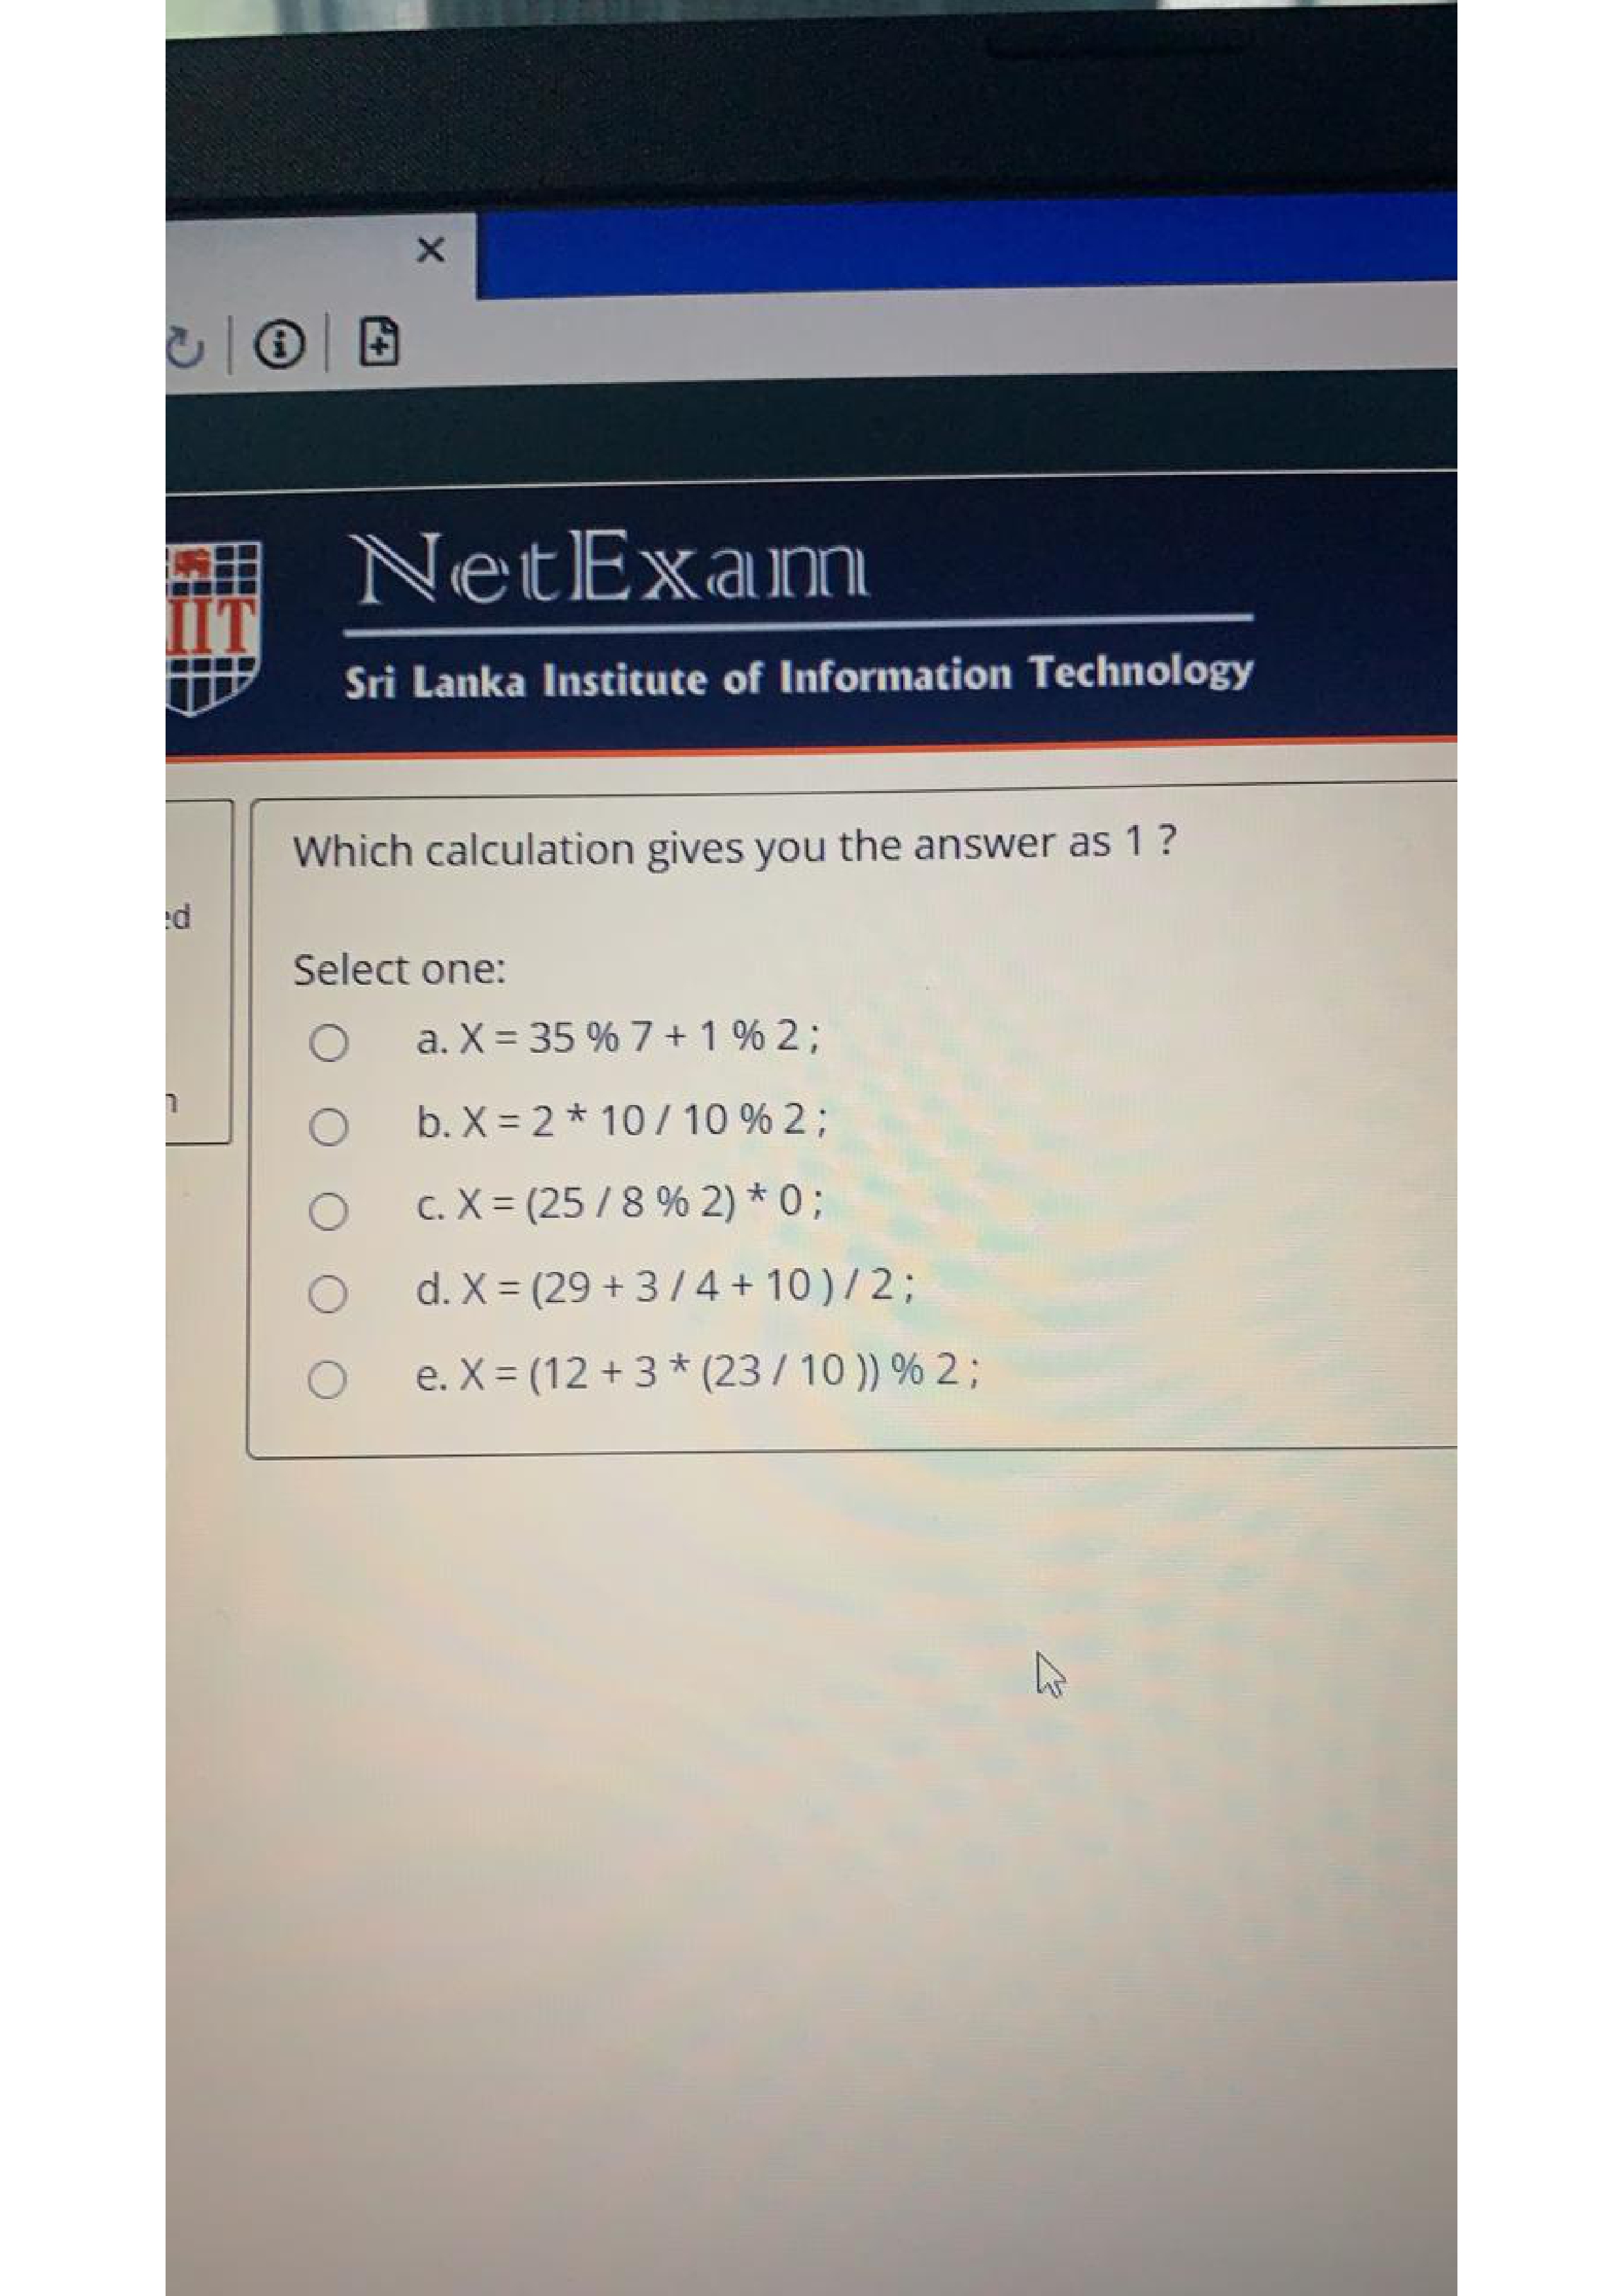 NetExam
IIT
Sri Lanka Institute of Information Technology
Which calculation gives you the answer as 1 ?
ed
Select one:
a. X = 35 % 7 + 1 % 2 ;
b. X = 2 * 10 / 10 % 2 ;
c. X = (25 / 8 % 2) * 0 ;
d. X = (29 + 3 / 4 + 10 ) / 2 ;
e. X = (12 + 3 * (23 / 10 )) % 2 ;